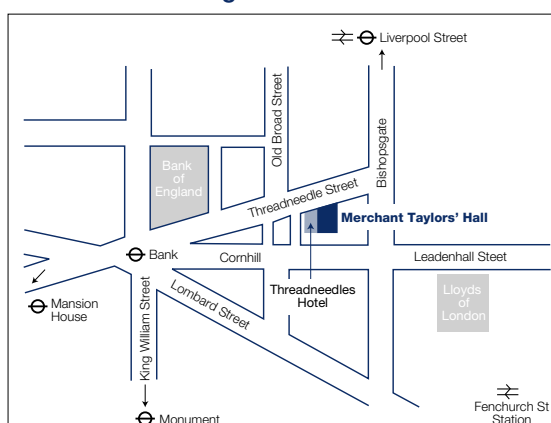 Liverpool Street
Old Broad Street
Bishopsgate
Bank
of
England
Threadneedle Street
Merchant Taylors' Hall
Bank
Cornhill
Leadenhall Steet
Mansion
House
King William Street
Lombard Street
Threadneedles
Hotel
Lloyds
of
London
Monument
Fenchurch St
Station